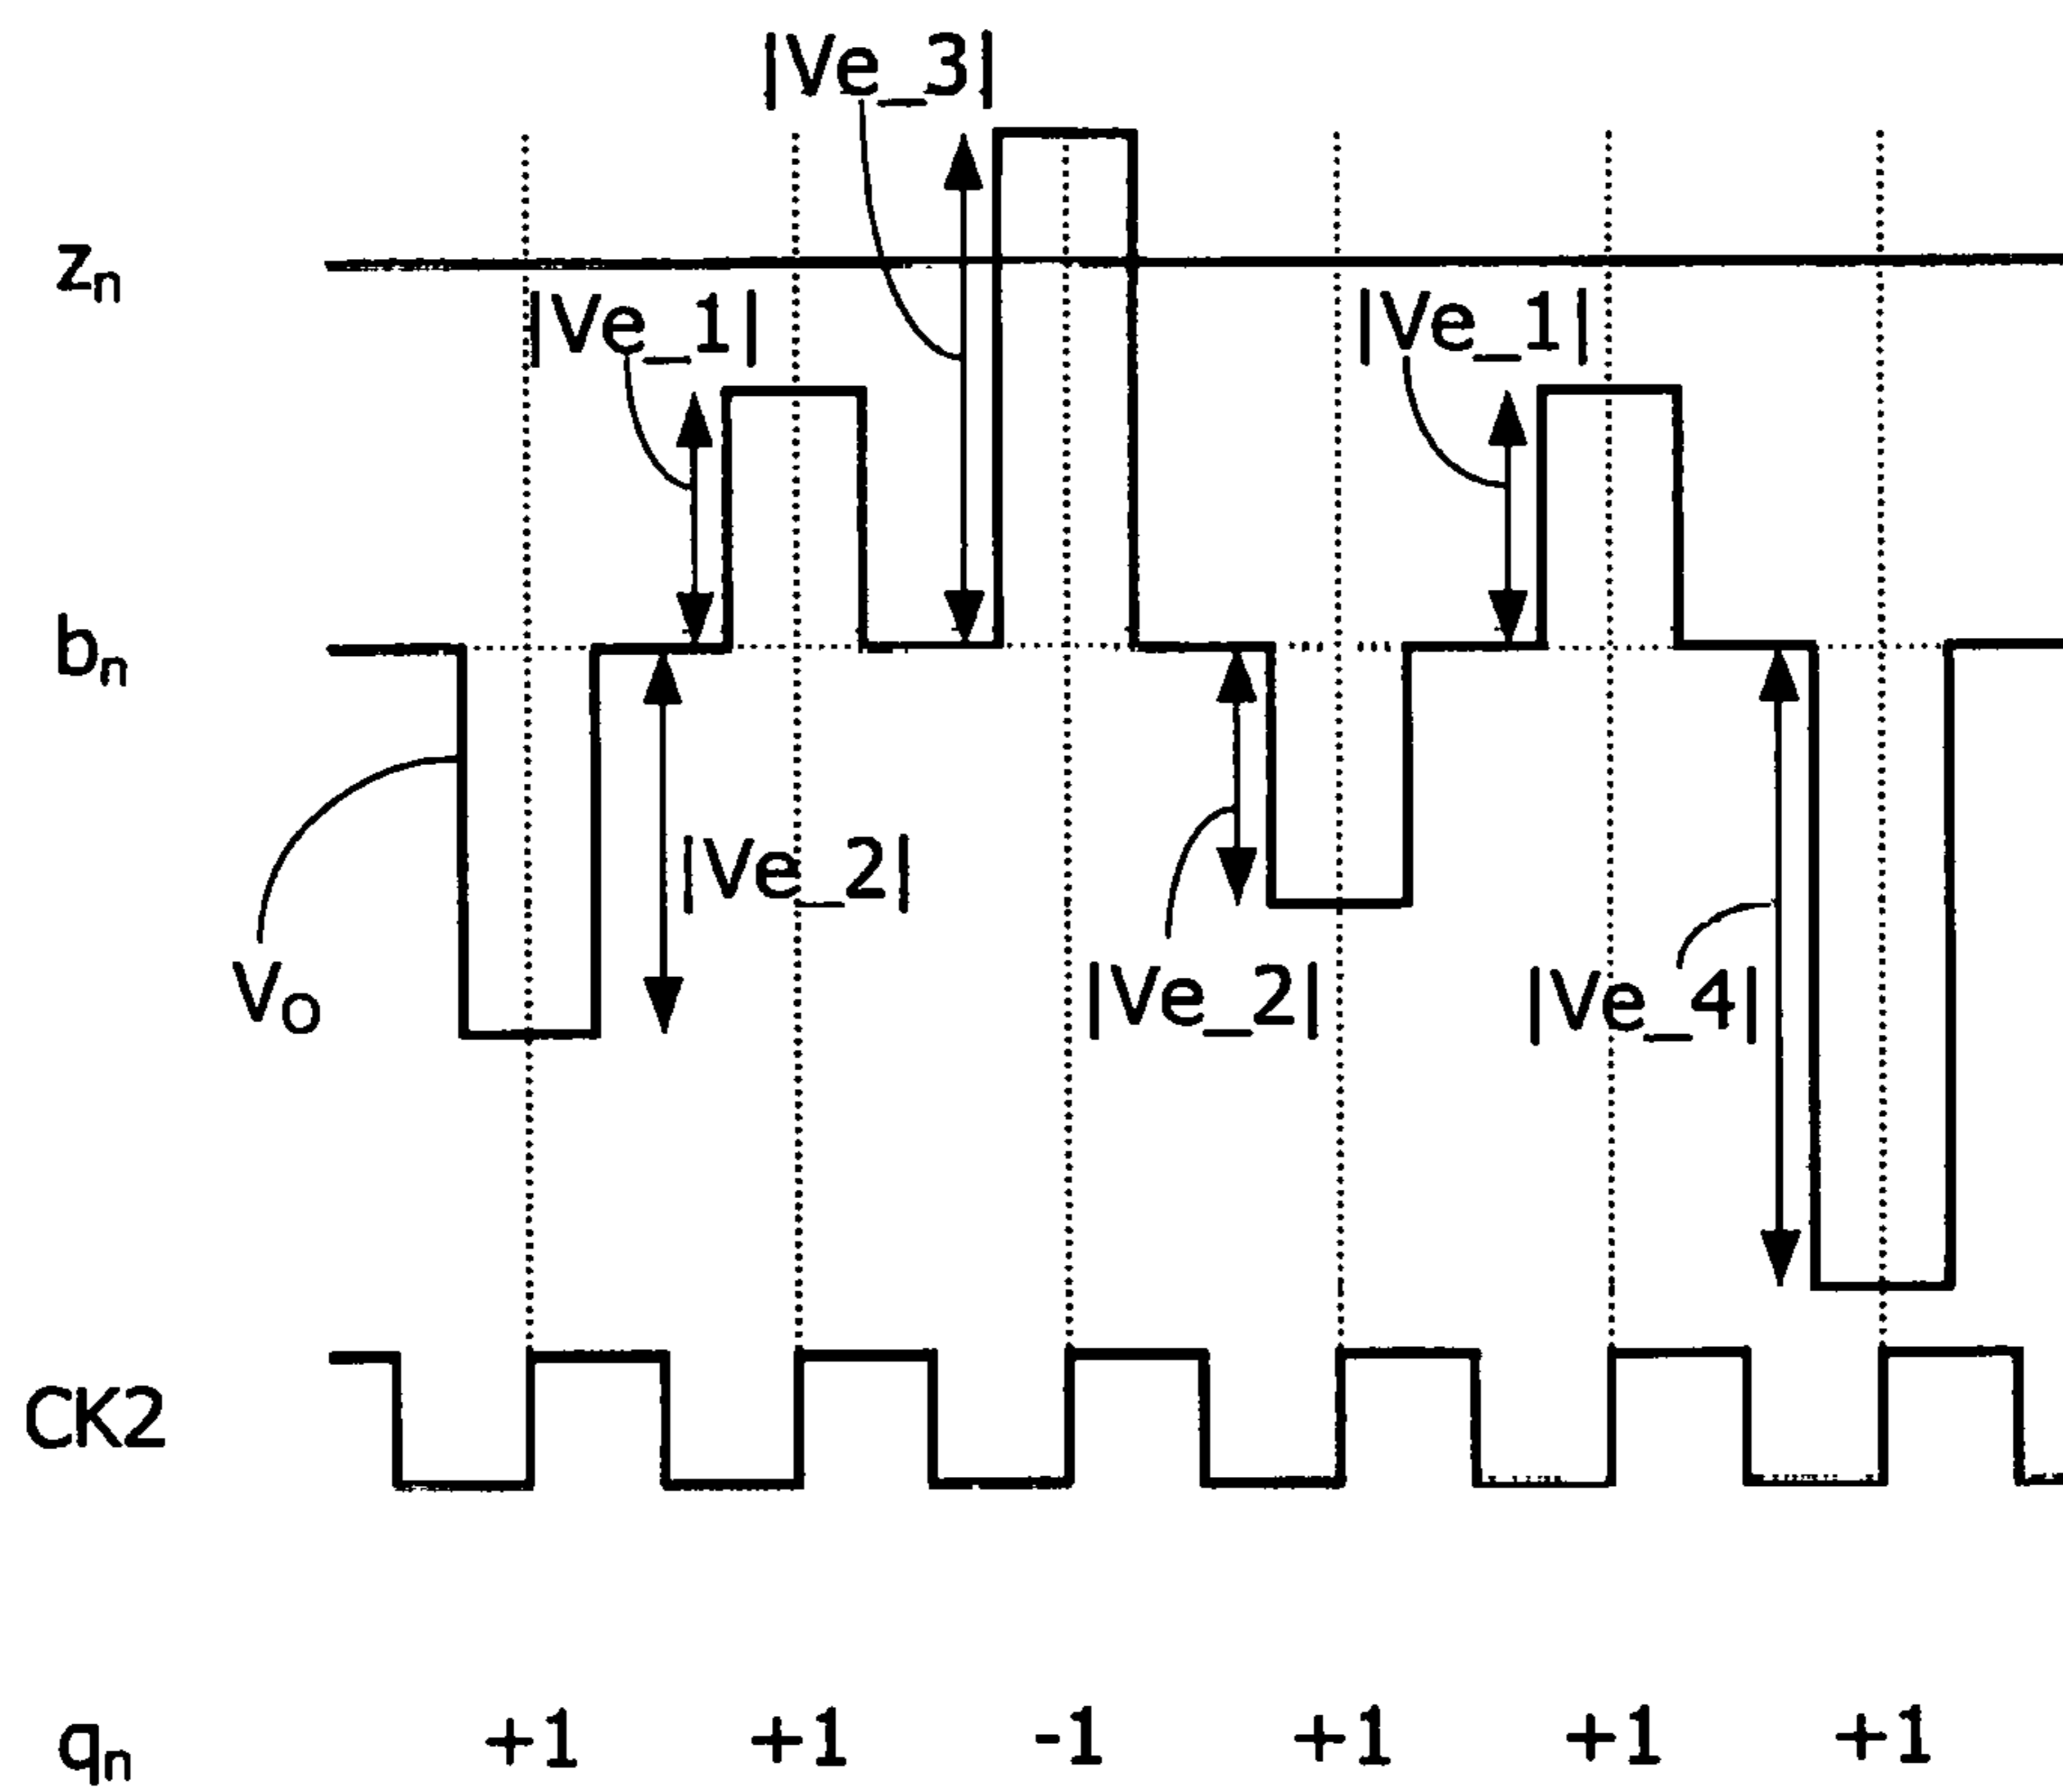 |Ve_3|
zn
|Ve_1|
|Ve_1|
bn
|Ve_2|
Vo
|Ve_2|
|Ve_4|
CK2
qn +1 +1 -1 +1 +1 +1